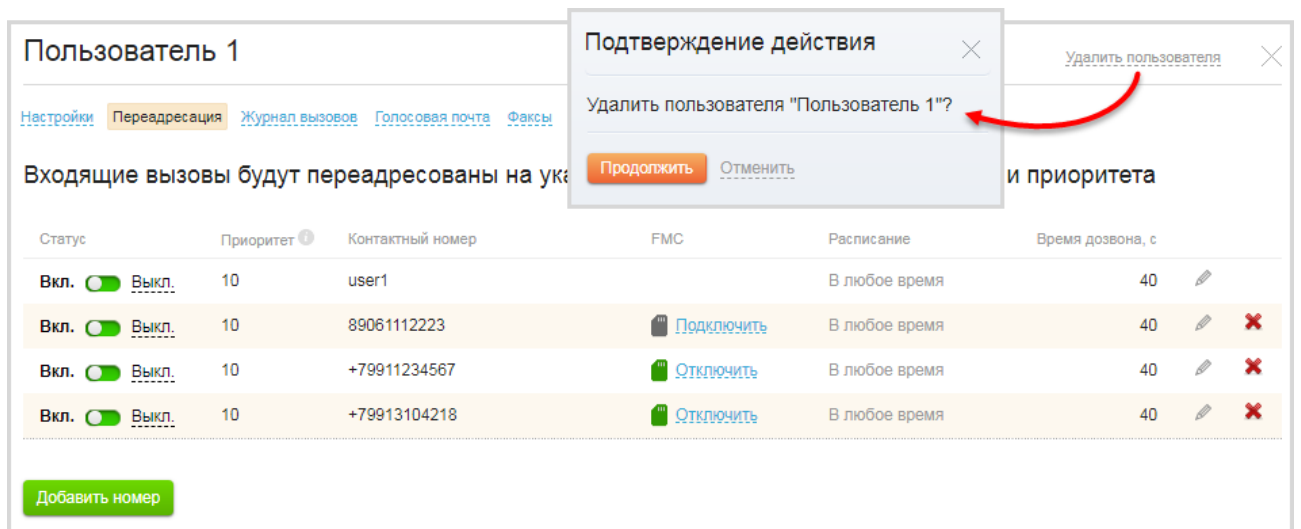 Пользователь 1
Удалить пользователя
Подтверждение действия
Удалить пользователя "Пользователь 1"?
Продолжить Отменить
Настройки Переадресация Журнал вызовов Голосовая почта Факсы
Входящие вызовы будут переадресованы на ука и приоритета
Статус Приоритет Контактный номер FMC Расписание Время дозвона, с
Вкл. Выкл. 10 user1 В любое время 40
Вкл. Выкл. 10 89061112223 Подключить В любое время 40
Вкл. Выкл. 10 +79911234567 Отключить В любое время 40
Вкл. Выкл. 10 +79913104218 Отключить В любое время 40
Добавить номер